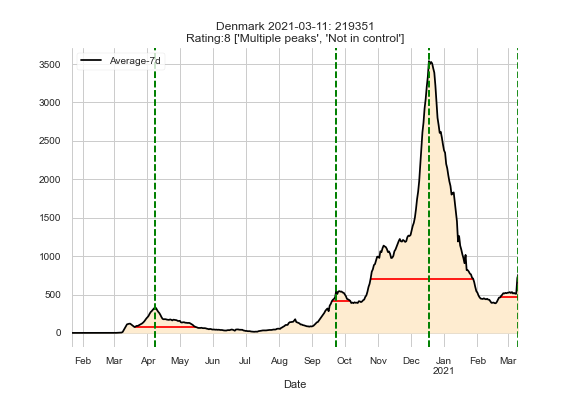 Denmark 2021-03-11: 219351
Rating:8 ['Multiple peaks', 'Not in control']
Average-7d
3500
3000
2500
2000
1500
1000
500
0
Feb Mar Apr May Jun Jul Aug Sep Oct Nov Dec Jan Feb Mar
2021
Date